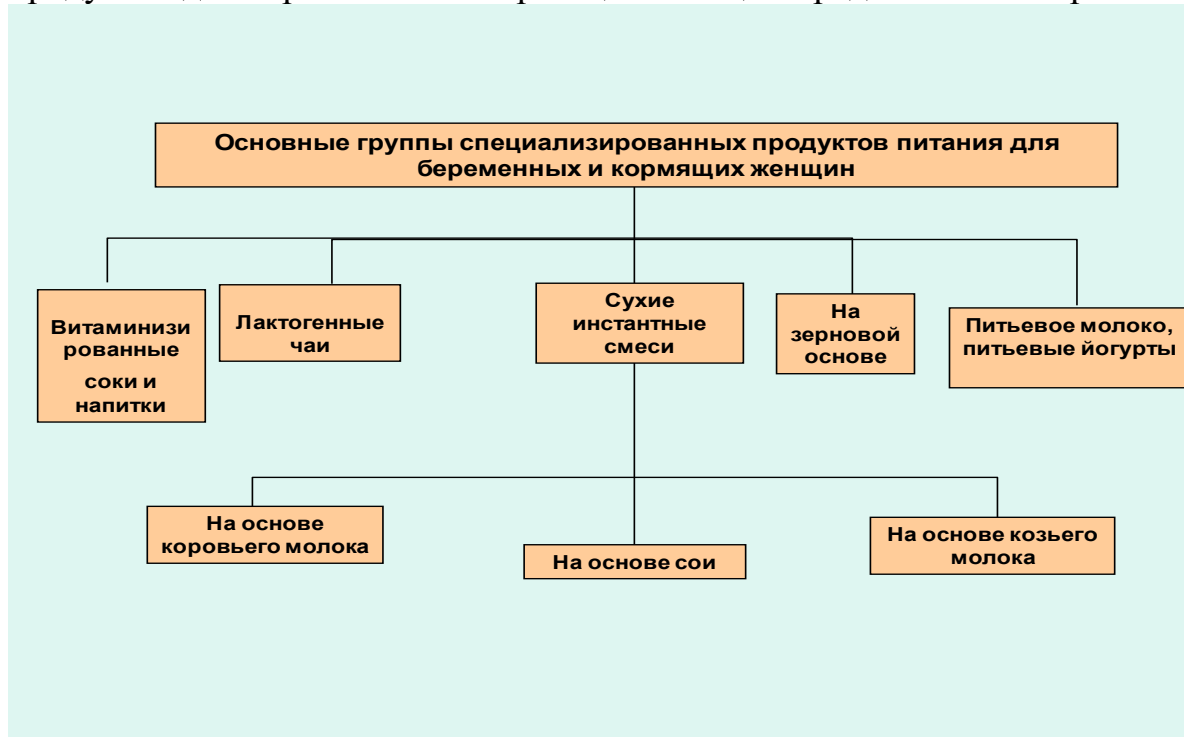 Основные группы специализированных продуктов питания для
беременных и кормящих женщин
Витаминизи
рованные
соки и
напитки
Лактогенные
чаи
Сухие
инстантные
смеси
На
зерновой
основе
Питьевое молоко,
питьевые йогурты
На основе
коровьего молока
На основе сои
На основе козьего
молока